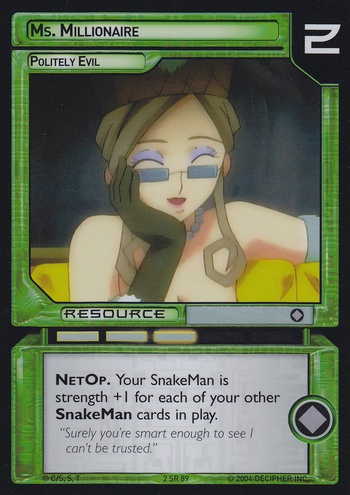 Ms. Millionaire
2
Politely Evil
RESOURCE
NetOp. Your SnakeMan is
strength +1 for each of your other
SnakeMan cards in play.
"Surely you're smart enough to see I
can't be trusted."
© C/S, S, T 2 SR 89 © 2004 DECIPHER INC.